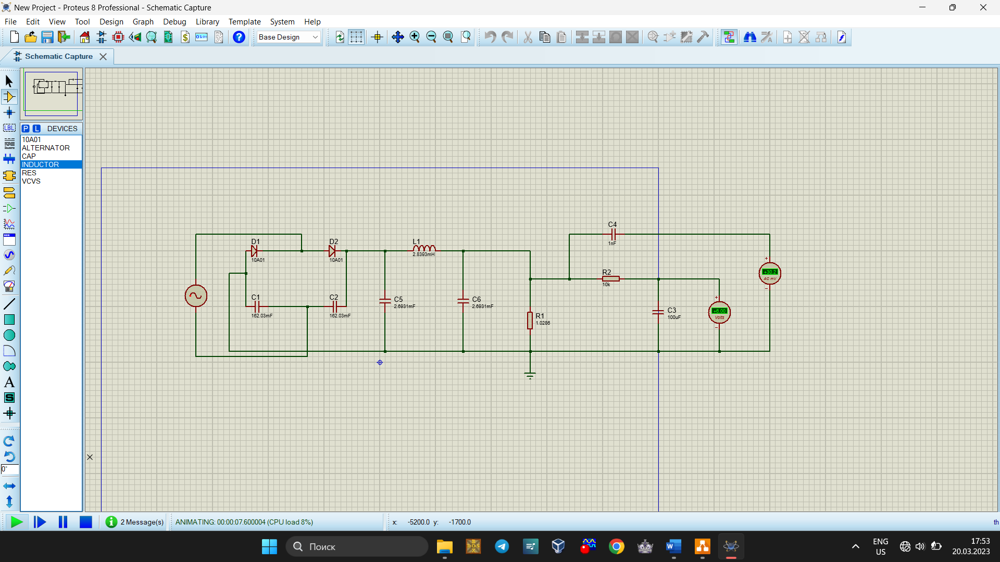 New Project - Proteus 8 Professional - Schematic Capture
File Edit View Tool Design Graph Debug Library Template System Help
Base Design
Schematic Capture
P L DEVICES
10A01
ALTERNATOR
CAP
INDUCTOR
RES
VCVS
LBL
A
S
0°
C4
1nF
D1
10A01
D2
10A01
L1
2.8393mH
+30.2
AC mV
R2
10k
C1
162.03mF
C2
162.03mF
C5
2.6931mF
C6
2.6931mF
R1
1.0286
C3
100uF
+6.00
Volts
2 Message(s)
ANIMATING: 00:00:07.600004 (CPU load 8%)
x: -5200.0 y: -1700.0
th
Поиск
ENG
US
17:53
20.03.2023